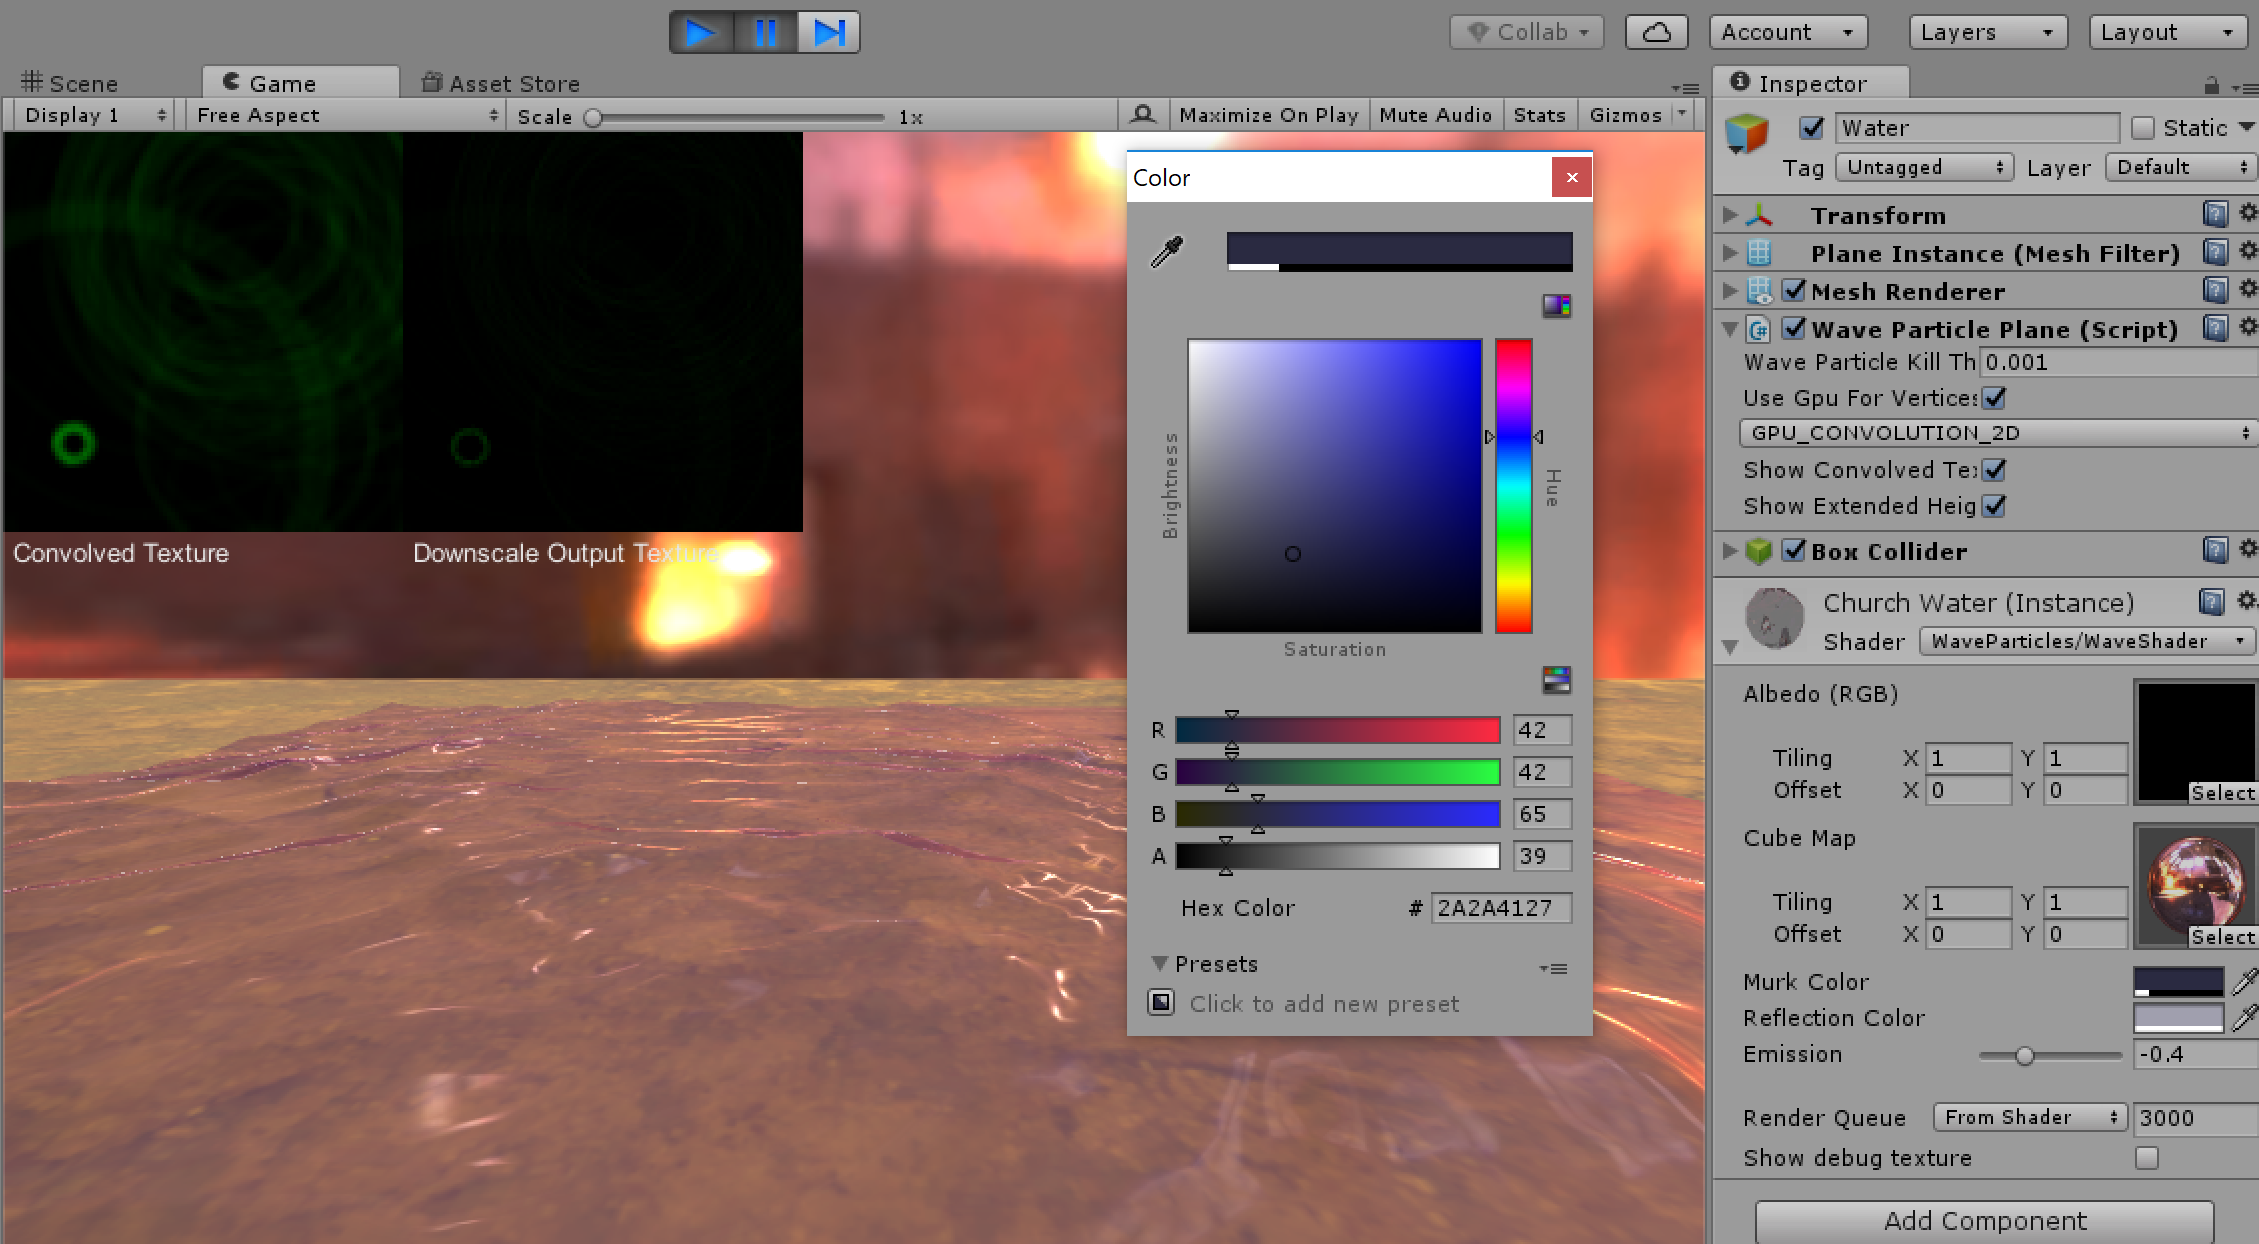 Collab
Account
Layers
Layout
Scene
Game
Asset Store
Display 1
Free Aspect
Scale
1x
Maximize On Play
Mute Audio
Stats
Gizmos
Convolved Texture
Downscale Output Texture
Color
Brightness
Hue
Saturation
R 42
G 42
B 65
A 39
Hex Color # 2A2A4127
Presets
Click to add new preset
Inspector
Water
Static
Tag Untagged Layer Default
Transform
Plane Instance (Mesh Filter)
Mesh Renderer
C# Wave Particle Plane (Script)
Wave Particle Kill Th 0.001
Use Gpu For Vertices
GPU_CONVOLUTION_2D
Show Convolved Te
Show Extended Heig
Box Collider
Church Water (Instance)
Shader WaveParticles/WaveShader
Albedo (RGB)
Tiling X 1 Y 1
Offset X 0 Y 0
Select
Cube Map
Tiling X 1 Y 1
Offset X 0 Y 0
Select
Murk Color
Reflection Color
Emission -0.4
Render Queue From Shader 3000
Show debug texture
Add Component